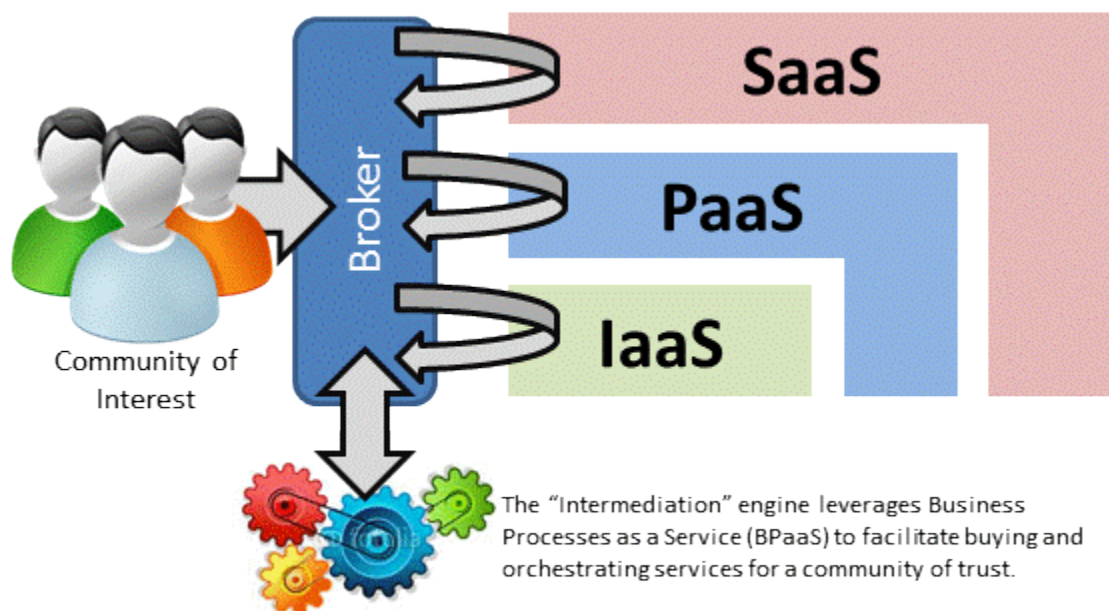 SaaS
PaaS
IaaS
Broker
Community of
Interest
The “Intermediation” engine leverages Business
Processes as a Service (BPaaS) to facilitate buying and
orchestrating services for a community of trust.